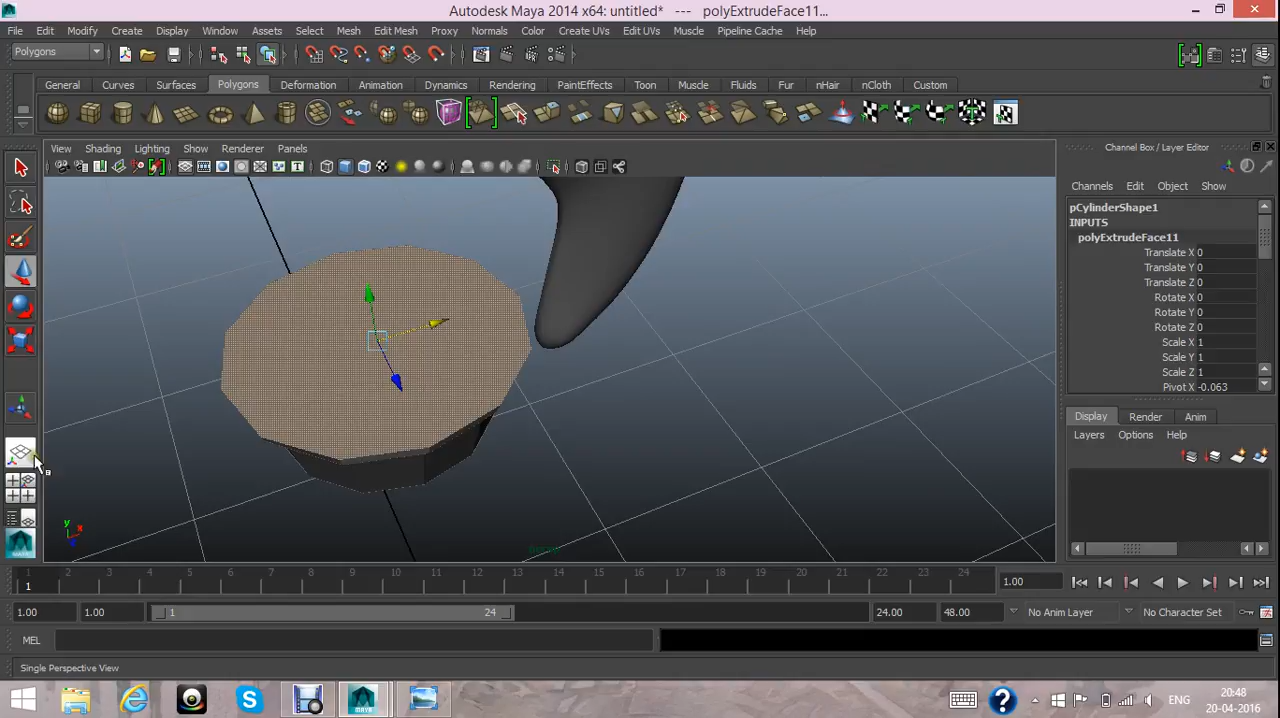 Autodesk Maya 2014 x64: untitled* --- polyExtrudeFace11...
File Edit Modify Create Display Window Assets Select Mesh Edit Mesh Proxy Normals Color Create UVs Edit UVs Muscle Pipeline Cache Help
Polygons
General Curves Surfaces Polygons Deformation Animation Dynamics Rendering PaintEffects Toon Muscle Fluids Fur nHair nCloth Custom
View Shading Lighting Show Renderer Panels
Channel Box / Layer Editor
Channels Edit Object Show
pCylinderShape1
INPUTS
polyExtrudeFace11
Translate X 0
Translate Y 0
Translate Z 0
Rotate X 0
Rotate Y 0
Rotate Z 0
Scale X 1
Scale Y 1
Scale Z 1
Pivot X -0.063
Display Render Anim
Layers Options Help
y x
MAYA
1 2 3 4 5 6 7 8 9 10 11 12 13 14 15 16 17 18 19 20 21 22 23 24
1
1.00
1.00 1.00 1 24 24.00 48.00 No Anim Layer No Character Set
MEL
Single Perspective View
MAYA
ENG
20:48
20-04-2016